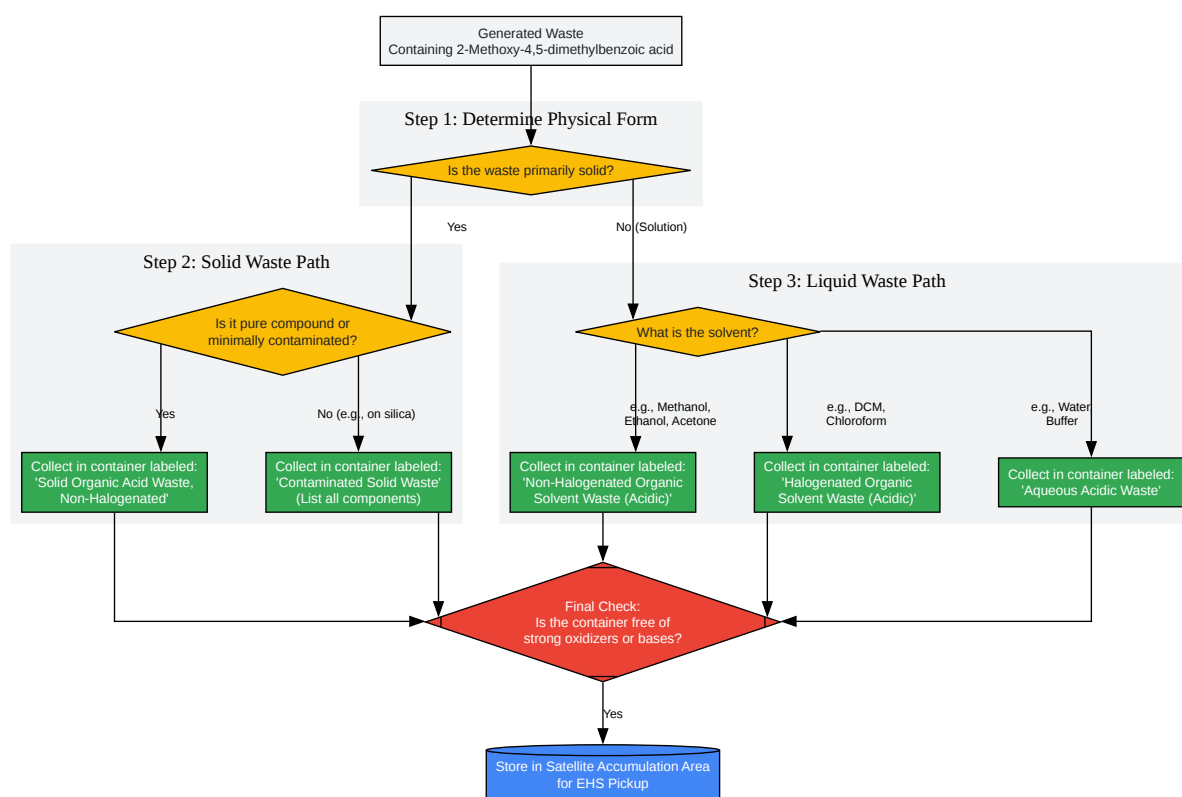 Generated Waste
Containing 2-Methoxy-4,5-dimethylbenzoic acid
Step 1: Determine Physical Form
Is the waste primarily solid?
Yes
No (Solution)
Step 2: Solid Waste Path
Is it pure compound or
minimally contaminated?
Yes
No (e.g., on silica)
Collect in container labeled:
'Solid Organic Acid Waste,
Non-Halogenated'
Collect in container labeled:
'Contaminated Solid Waste'
(List all components)
Step 3: Liquid Waste Path
What is the solvent?
e.g., Methanol,
Ethanol, Acetone
e.g., DCM,
Chloroform
e.g., Water,
Buffer
Collect in container labeled:
'Non-Halogenated Organic
Solvent Waste (Acidic)'
Collect in container labeled:
'Halogenated Organic
Solvent Waste (Acidic)'
Collect in container labeled:
'Aqueous Acidic Waste'
Final Check:
Is the container free of
strong oxidizers or bases?
Yes
Store in Satellite Accumulation Area
for EHS Pickup